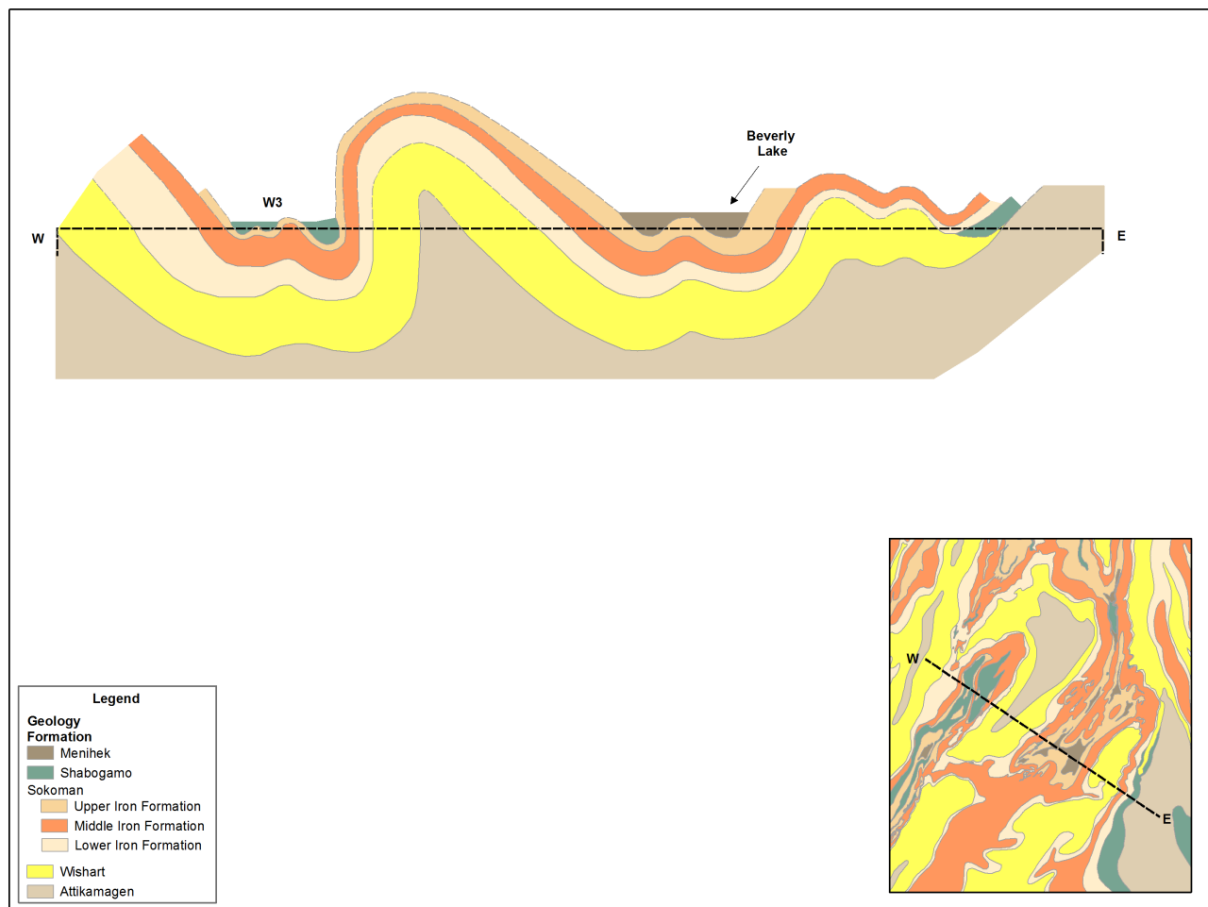 Beverly
Lake
W3
W
E
W
E
Legend
Geology
Formation
Menihek
Shabogamo
Sokoman
Upper Iron Formation
Middle Iron Formation
Lower Iron Formation
Wishart
Attikamagen